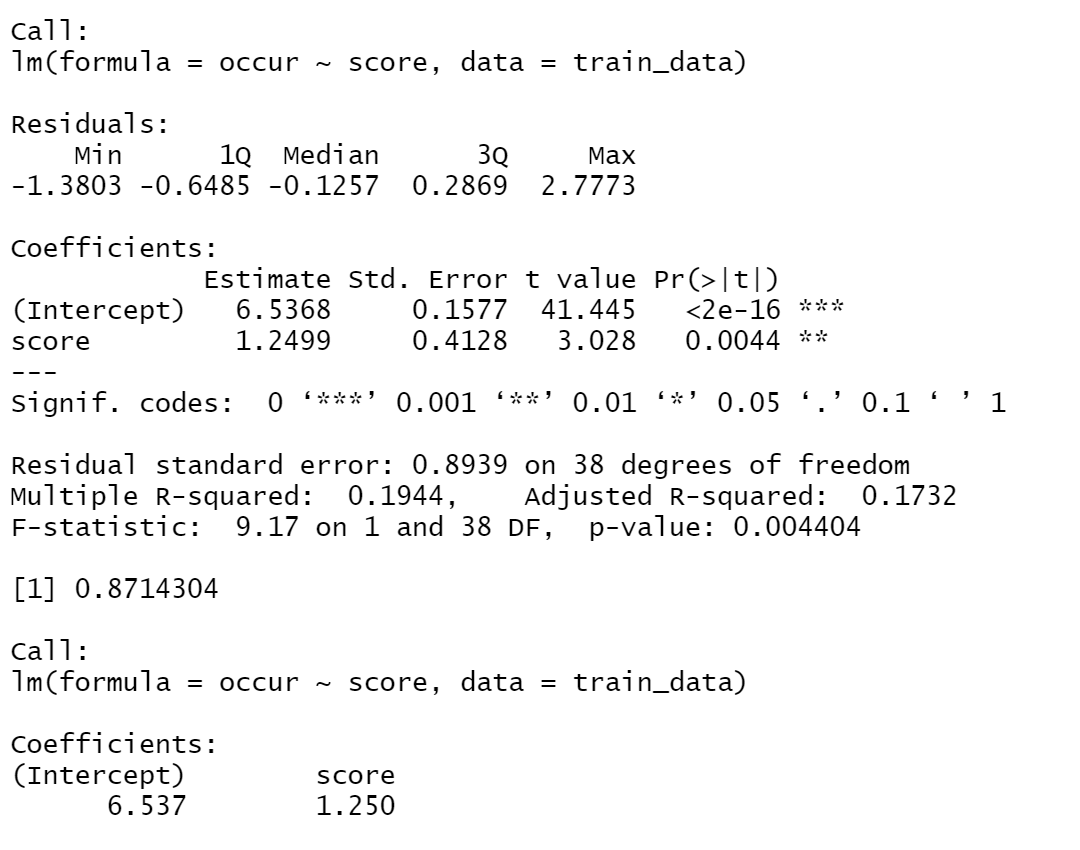 Call:
lm(formula = occur ~ score, data = train_data)
Residuals:
    Min      1Q  Median      3Q     Max
-1.3803 -0.6485 -0.1257  0.2869  2.7773
Coefficients:
            Estimate Std. Error t value Pr(>|t|)
(Intercept)   6.5368     0.1577  41.445   <2e-16 ***
score         1.2499     0.4128   3.028   0.0044 **
---
Signif. codes:  0 ‘***’ 0.001 ‘**’ 0.01 ‘*’ 0.05 ‘.’ 0.1 ‘ ’ 1
Residual standard error: 0.8939 on 38 degrees of freedom
Multiple R-squared:  0.1944,    Adjusted R-squared:  0.1732
F-statistic:  9.17 on 1 and 38 DF,  p-value: 0.004404
[1] 0.8714304
Call:
lm(formula = occur ~ score, data = train_data)
Coefficients:
(Intercept)        score
      6.537        1.250